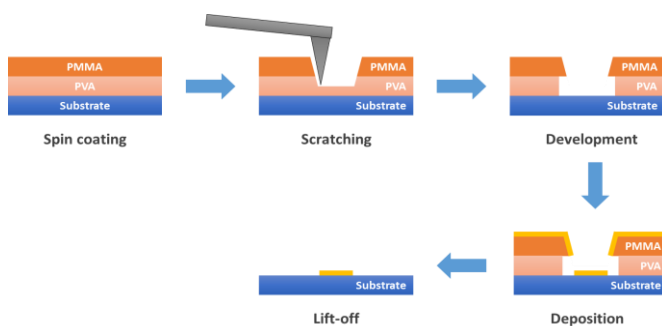 PMMA
PVA
Substrate
Spin coating
PMMA
PVA
Substrate
Scratching
PMMA
PVA
Substrate
Development
PMMA
PVA
Substrate
Deposition
Substrate
Lift-off